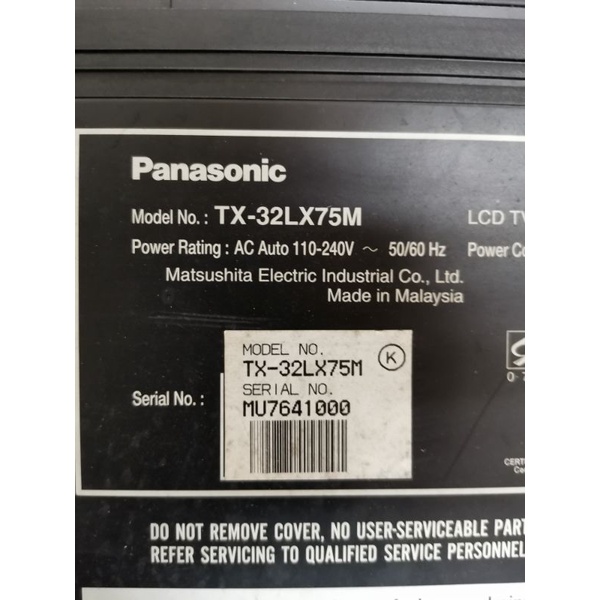 Panasonic
Model No.: TX-32LX75M LCD TV
Power Rating : AC Auto 110-240V ~ 50/60 Hz Power Co
Matsushita Electric Industrial Co., Ltd.
Made in Malaysia
MODEL NO. K
TX-32LX75M
SERIAL NO.
Serial No. : MU7641000
DO NOT REMOVE COVER, NO USER-SERVICEABLE PART
REFER SERVICING TO QUALIFIED SERVICE PERSONNEL